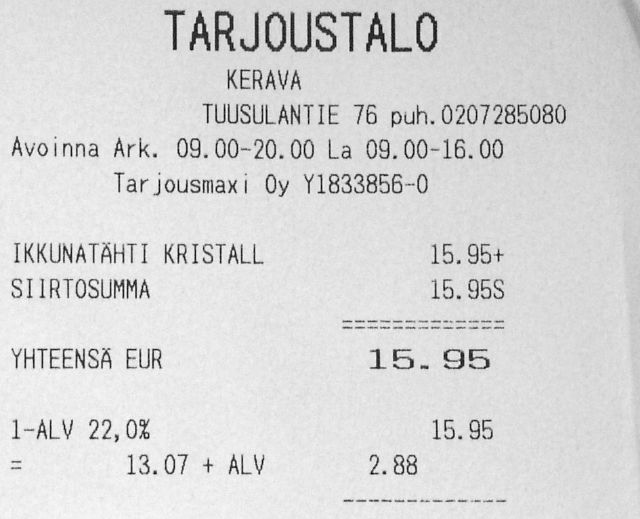 TARJOUSTALO
KERAVA
TUUSULANTIE 76 puh.0207285080
Avoinna Ark. 09.00-20.00 La 09.00-16.00
Tarjousmaxi Oy Y1833856-0
IKKUNATÄHTI KRISTALL 15.95+
SIIRTOSUMMA 15.95S
=============
YHTEENSÄ EUR 15.95
1-ALV 22,0% 15.95
= 13.07 + ALV 2.88
-------------